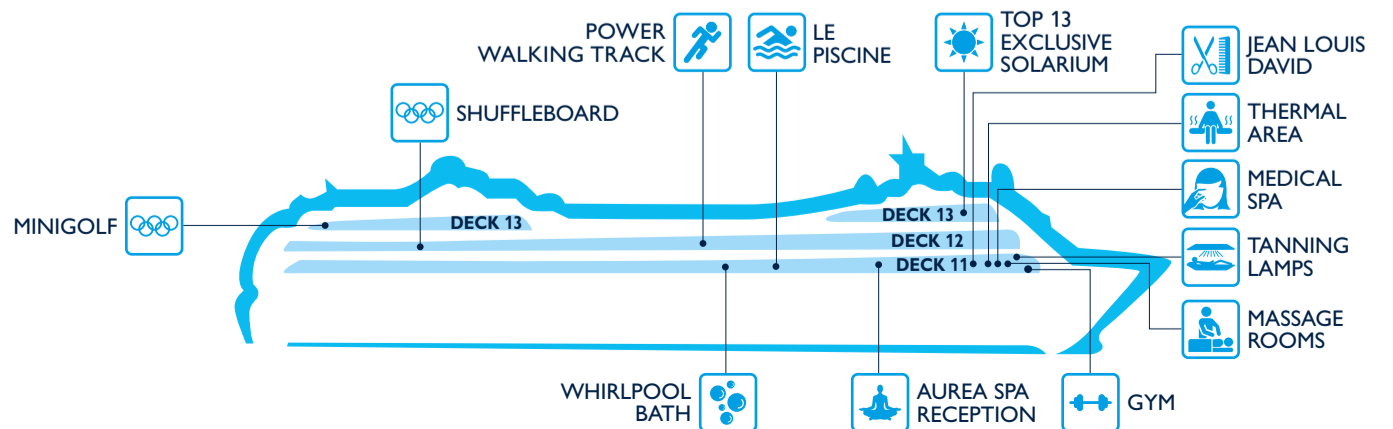 POWER
WALKING TRACK
LE
PISCINE
TOP 13
EXCLUSIVE
SOLARIUM
JEAN LOUIS
DAVID
SHUFFLEBOARD
THERMAL
AREA
MEDICAL
SPA
MINIGOLF
DECK 13
DECK 13
DECK 12
DECK 11
TANNING
LAMPS
MASSAGE
ROOMS
WHIRLPOOL
BATH
AUREA SPA
RECEPTION
GYM